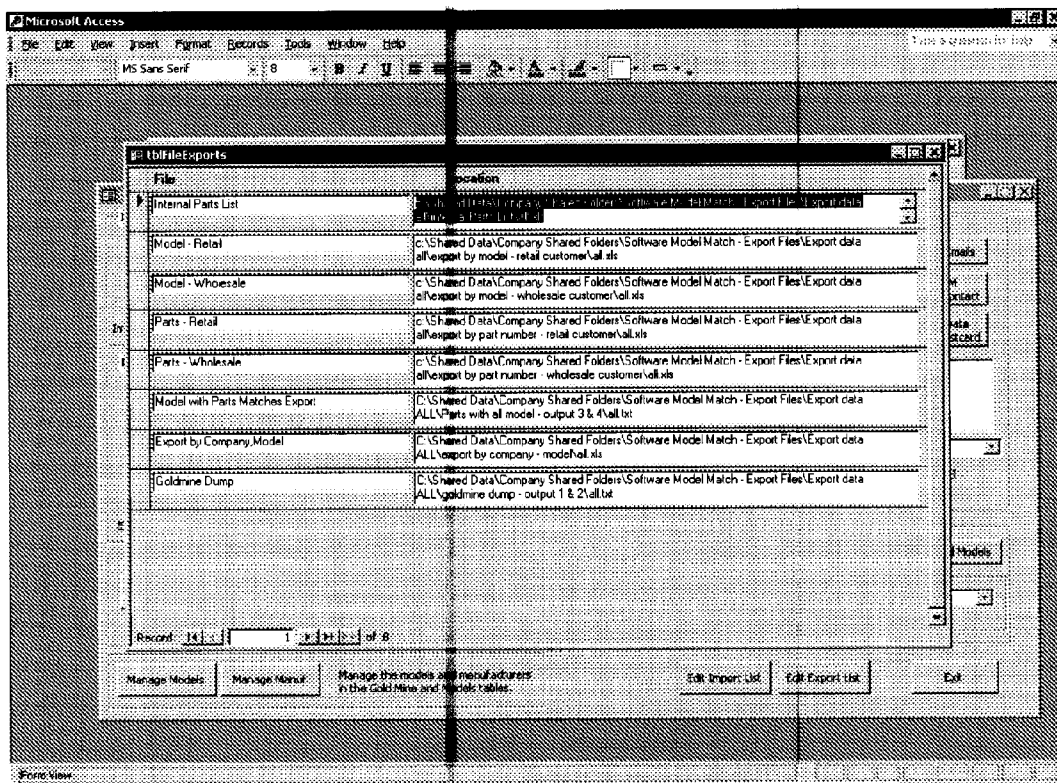 Microsoft Access
File Edit View Insert Format Records Tools Window Help
Type a question for help
MS Sans Serif 8 B I U
tblFileExports
File Location
Internal Parts List
Model - Retail c:\Shared Data\Company Shared Folders\Software Model Match - Export Files\Export data
all\export by model - retail customer\all.xls
Model - Wholesale c:\Shared Data\Company Shared Folders\Software Model Match - Export Files\Export data
all\export by model - wholesale customer\all.xls
Parts - Retail c:\Shared Data\Company Shared Folders\Software Model Match - Export Files\Export data
all\export by part number - retail customer\all.xls
Parts - Wholesale c:\Shared Data\Company Shared Folders\Software Model Match - Export Files\Export data
all\export by part number - wholesale customer\all.xls
Model with Parts Matches Export C:\Shared Data\Company Shared Folders\Software Model Match - Export Files\Export data
ALL\Parts with all model - output 3 & 4\all.txt
Export by Company,Model C:\Shared Data\Company Shared Folders\Software Model Match - Export Files\Export data
ALL\export by company - model\all.xls
Goldmine Dump C:\Shared Data\Company Shared Folders\Software Model Match - Export Files\Export data
ALL\goldmine dump - output 1 & 2\all.txt
Models
Record: 1 of 8
Manage Models Manage Manuf Manage the models and manufacturers
in the Gold Mine and Models tables.
Edit Import List Edit Export List Exit
Form View